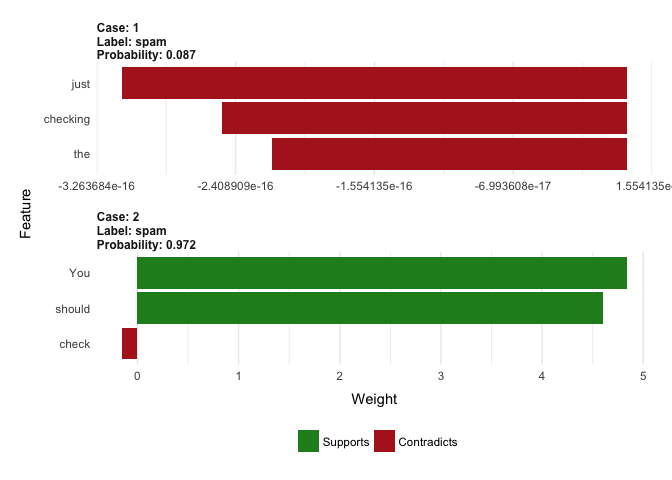 Case: 1
Label: spam
Probability: 0.087
just
checking
the
-3.263684e-16
-2.408909e-16
-1.554135e-16
-6.993608e-17
1.554135e
Feature
Case: 2
Label: spam
Probability: 0.972
You
should
check
0
1
2
3
4
5
Weight
Supports
Contradicts